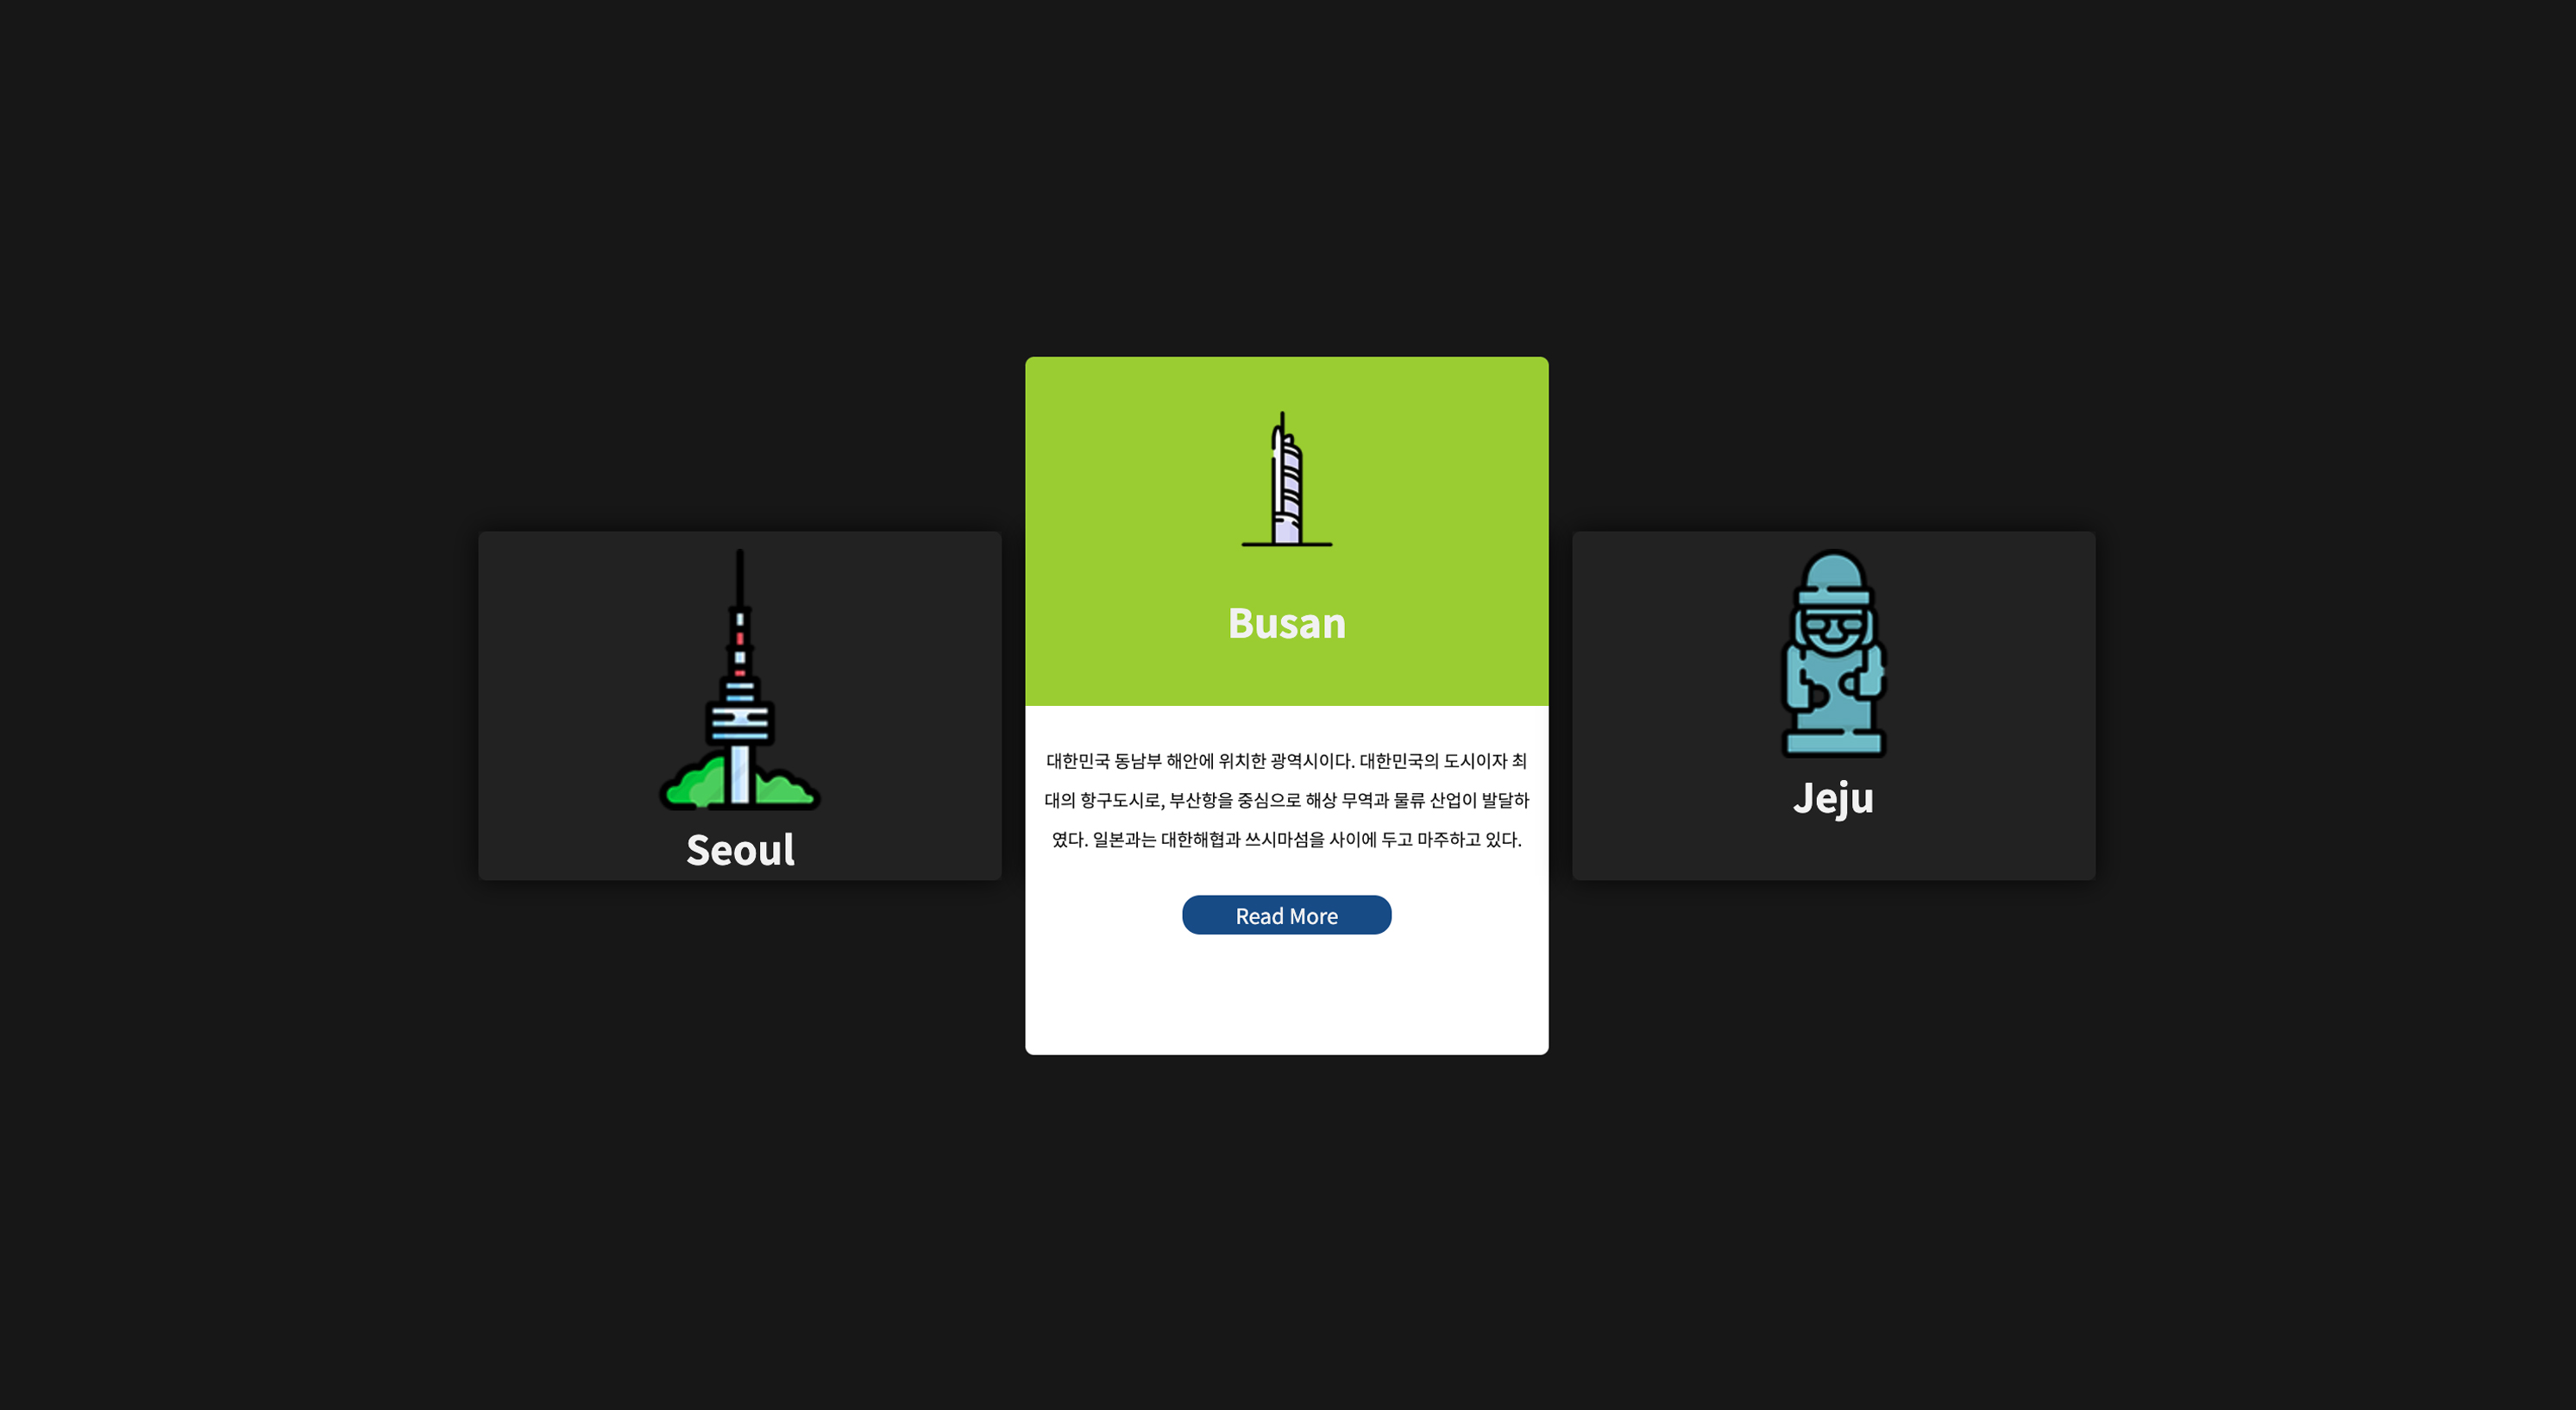 Seoul
Busan
대한민국 동남부 해안에 위치한 광역시이다. 대한민국의 도시이자 최
대의 항구도시로, 부산항을 중심으로 해상 무역과 물류 산업이 발달하
였다. 일본과는 대한해협과 쓰시마섬을 사이에 두고 마주하고 있다.
Read More
Jeju